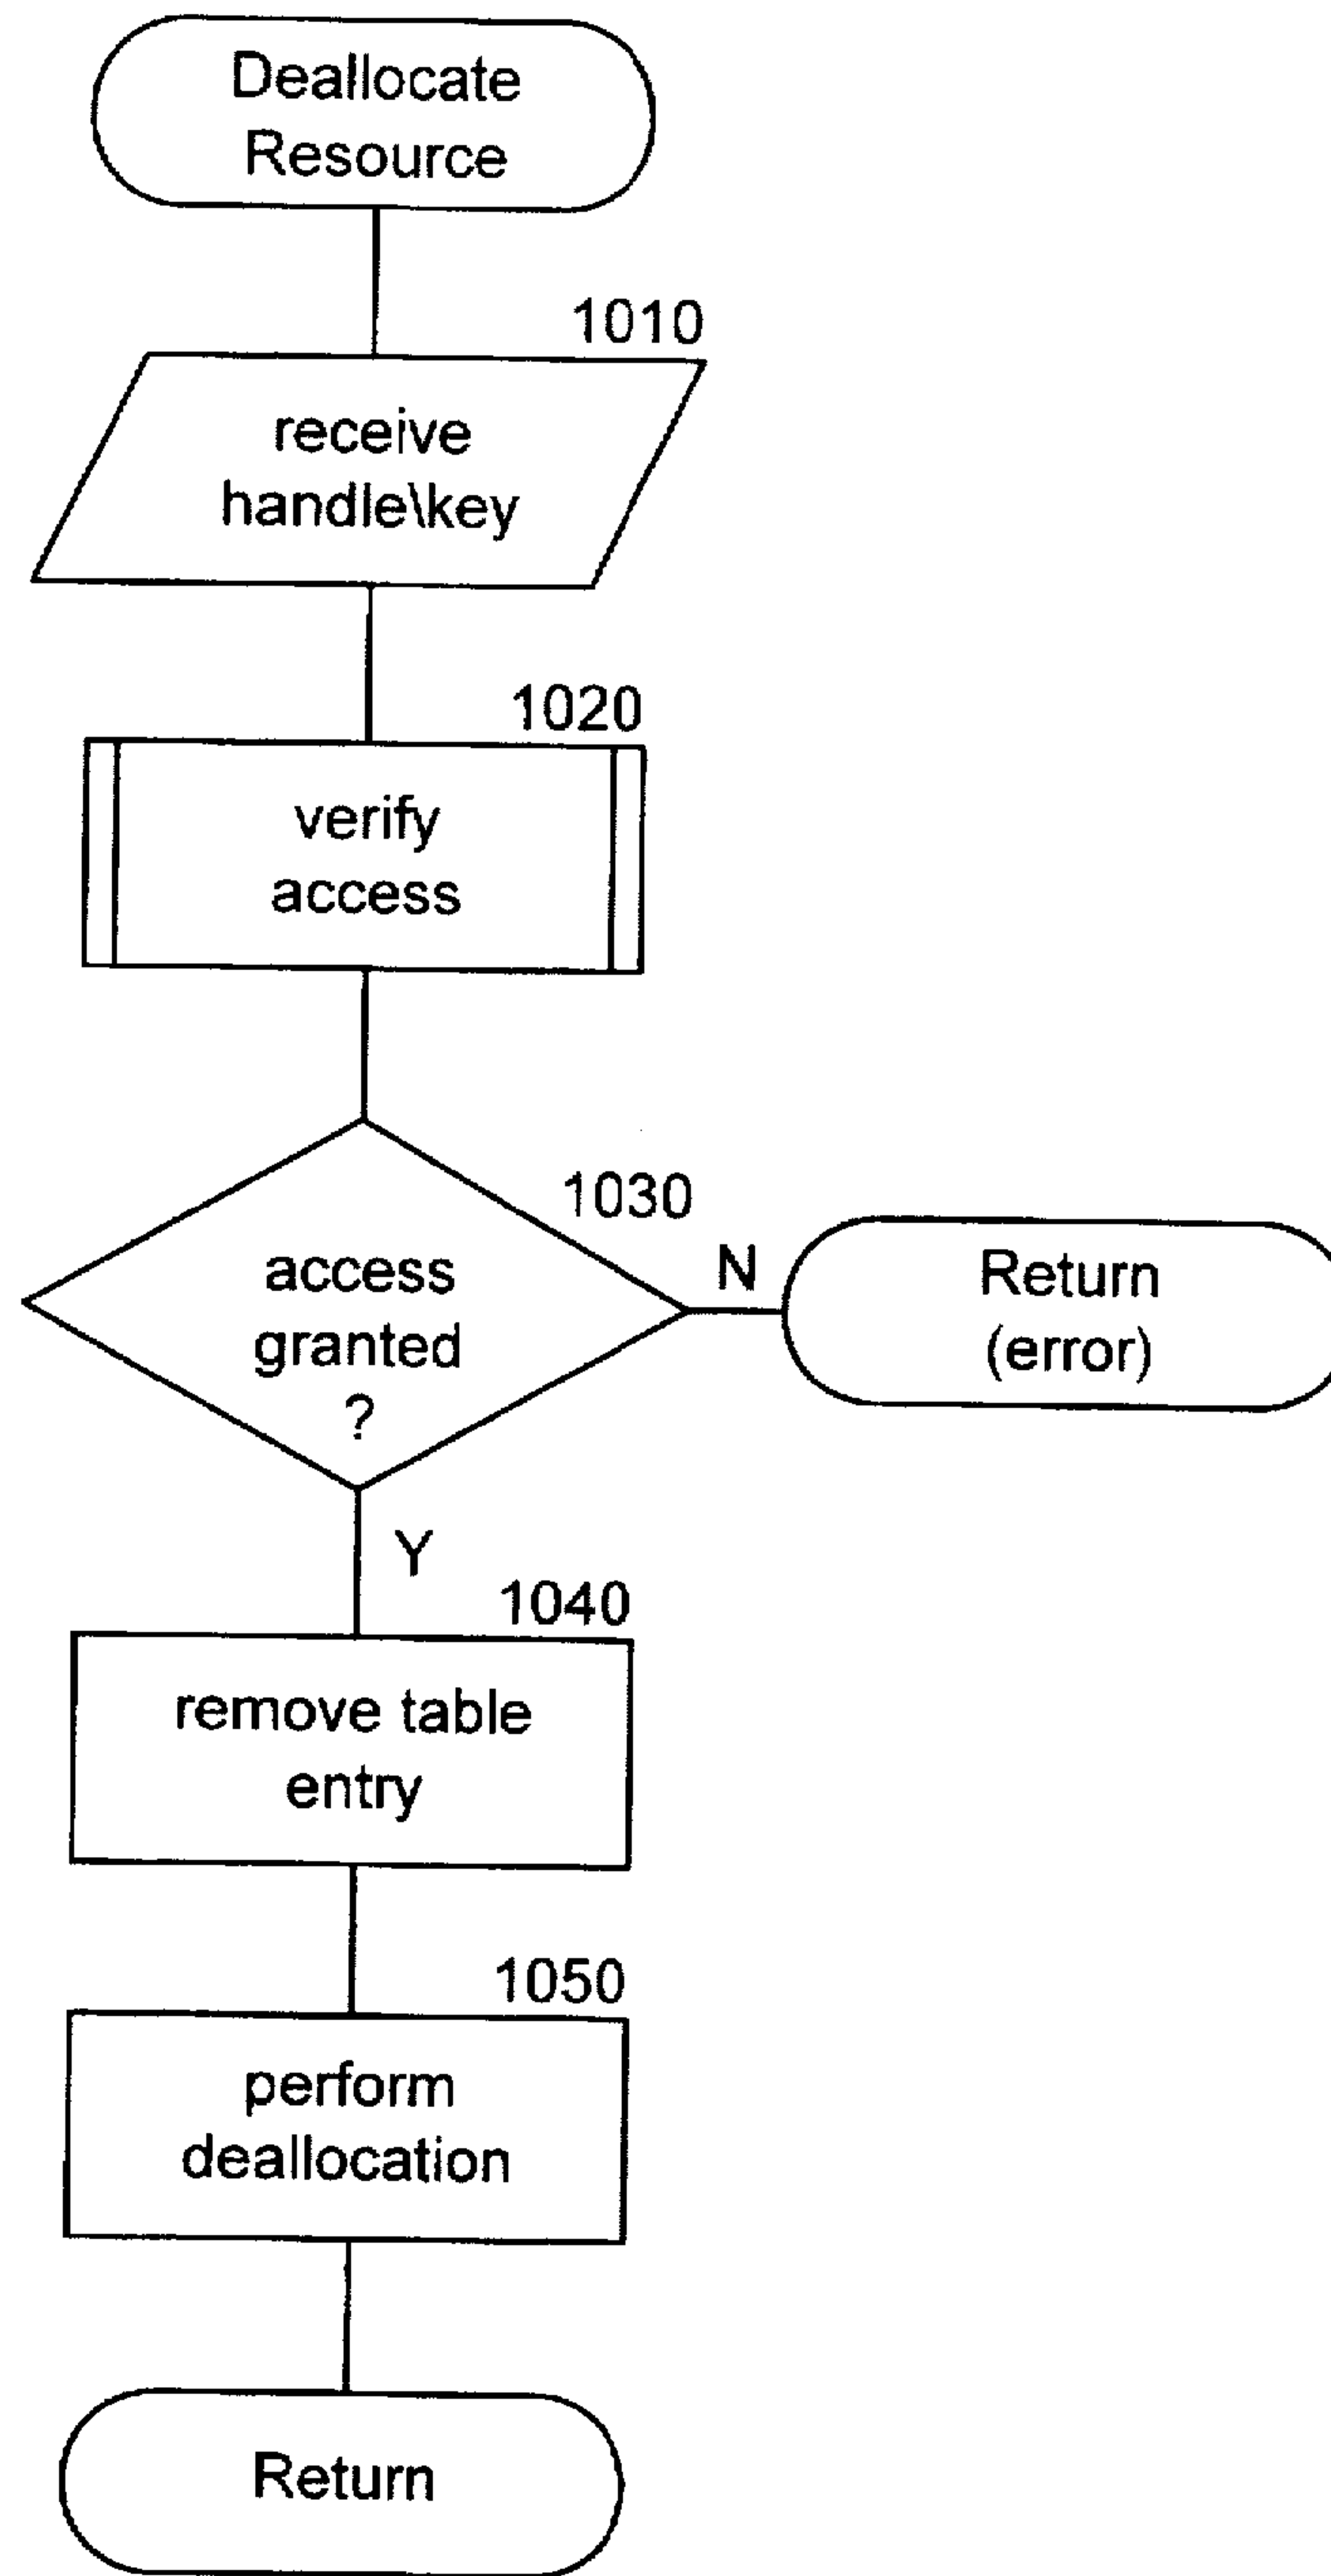 Deallocate
Resource
1010
receive
handle\key
1020
verify
access
1030
access
granted
?
N
Return
(error)
Y
1040
remove table
entry
1050
perform
deallocation
Return